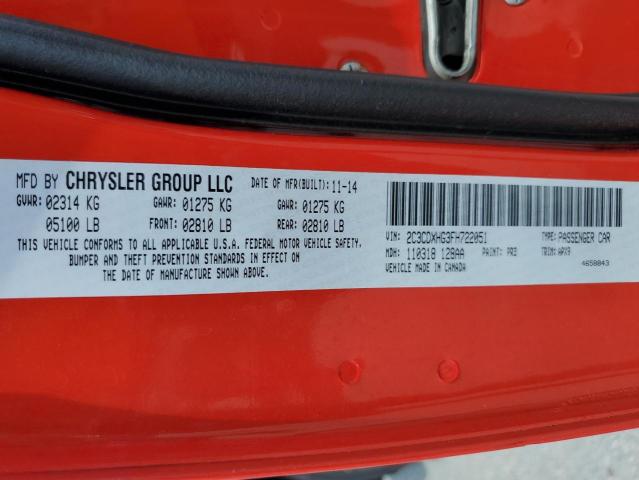 MFD BY CHRYSLER GROUP LLC DATE OF MFR(BUILT): 11-14
GVWR: 02314 KG GAWR: 01275 KG GAWR: 01275 KG
05100 LB FRONT: 02810 LB REAR: 02810 LB
THIS VEHICLE CONFORMS TO APPLICABLE U.S.A. FEDERAL MOTOR VEHICLE SAFETY,
BUMPER AND THEFT PREVENTION STANDARDS IN EFFECT ON
THE DATE OF MANUFACTURE SHOWN ABOVE.
VIN: 2C3CDXHG3FH722051 TYPE: PASSENGER CAR
MDH: 110318 128AA PAINT: PR3 TRIM: APX9
VEHICLE MADE IN CANADA 4658843